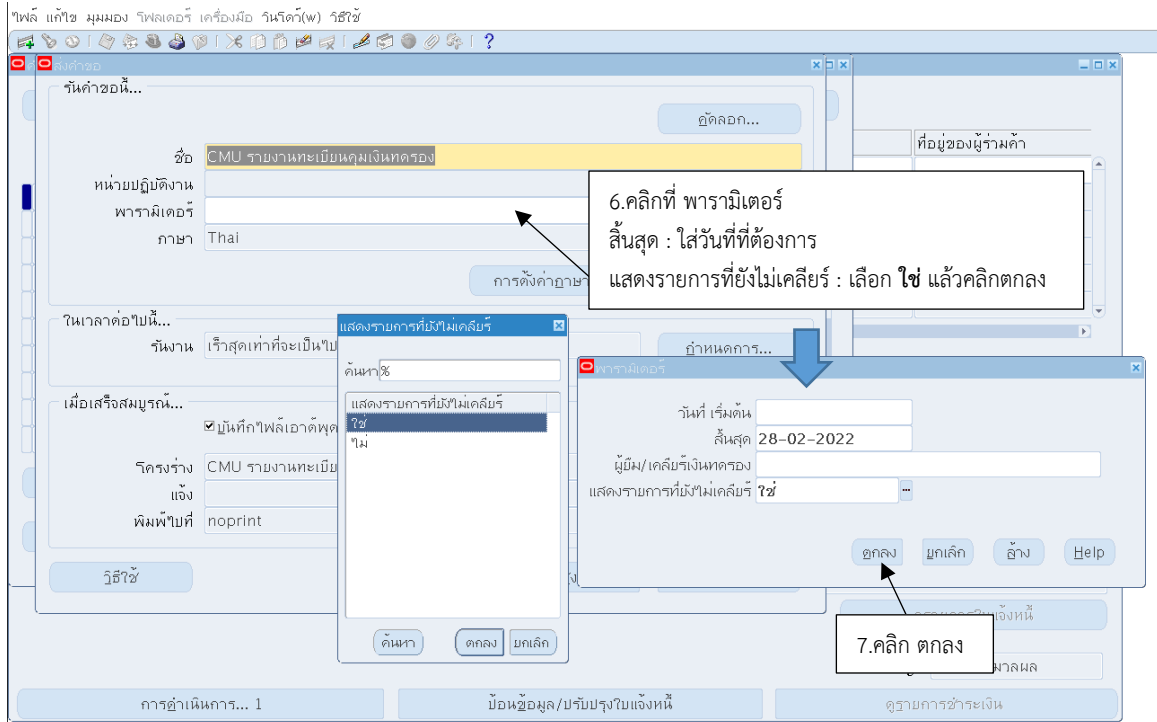 ไฟล์ แก้ไข มุมมอง โฟลเดอร์ เครื่องมือ วินโดว์(w) วิธีใช้
ส่งคำขอ
รันคำขอนี้...
คัดลอก...
ชื่อ CMU รายงานทะเบียนคุมเงินทดรอง
หน่วยปฏิบัติงาน
พารามิเตอร์
ภาษา Thai
การตั้งค่าภาษา
ที่อยู่ของผู้ร่วมค้า
6.คลิกที่ พารามิเตอร์
สิ้นสุด : ใส่วันที่ที่ต้องการ
แสดงรายการที่ยังไม่เคลียร์ : เลือก ใช่ แล้วคลิกตกลง
ในเวลาต่อไปนี้...
รันงาน เร็วสุดเท่าที่จะเป็นไป
กำหนดการ...
เมื่อเสร็จสมบูรณ์...
บันทึกไฟล์เอาต์พุต
โครงร่าง CMU รายงานทะเบีย
แจ้ง
พิมพ์ไปที่ noprint
วิธีใช้
แสดงรายการที่ยังไม่เคลียร์
ค้นหา %
แสดงรายการที่ยังไม่เคลียร์
ใช่
ไม่
ค้นหา ตกลง ยกเลิก
พารามิเตอร์
วันที่ เริ่มต้น
สิ้นสุด 28-02-2022
ผู้ยืม/เคลียร์เงินทดรอง
แสดงรายการที่ยังไม่เคลียร์ ใช่
ตกลง ยกเลิก ล้าง Help
7.คลิก ตกลง
การดำเนินการ... 1
ป้อนข้อมูล/ปรับปรุงใบแจ้งหนี้
ดูรายการชำระเงิน